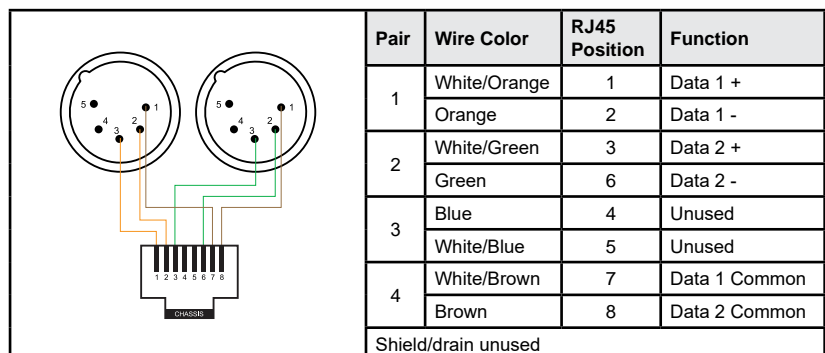 5 1
4 2
3
5 1
4 2
3
1 2 3 4 5 6 7 8
CHASSIS
Pair Wire Color RJ45 Position Function
1 White/Orange 1 Data 1 +
Orange 2 Data 1 -
2 White/Green 3 Data 2 +
Green 6 Data 2 -
3 Blue 4 Unused
White/Blue 5 Unused
4 White/Brown 7 Data 1 Common
Brown 8 Data 2 Common
Shield/drain unused